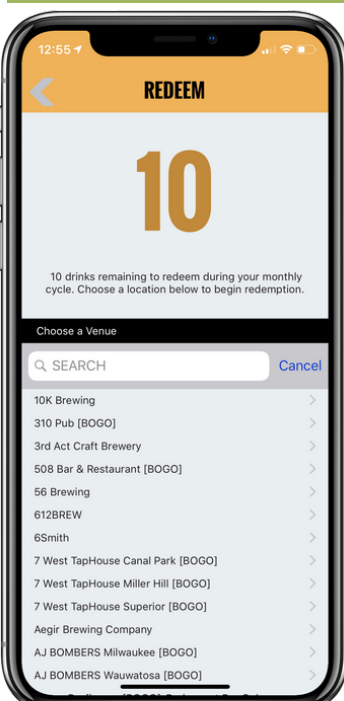 12:55
REDEEM
10
10 drinks remaining to redeem during your monthly
cycle. Choose a location below to begin redemption.
Choose a Venue
SEARCH
Cancel
10K Brewing
310 Pub [BOGO]
3rd Act Craft Brewery
508 Bar & Restaurant [BOGO]
56 Brewing
612BREW
6Smith
7 West TapHouse Canal Park [BOGO]
7 West TapHouse Miller Hill [BOGO]
7 West TapHouse Superior [BOGO]
Aegir Brewing Company
AJ BOMBERS Milwaukee [BOGO]
AJ BOMBERS Wauwatosa [BOGO]